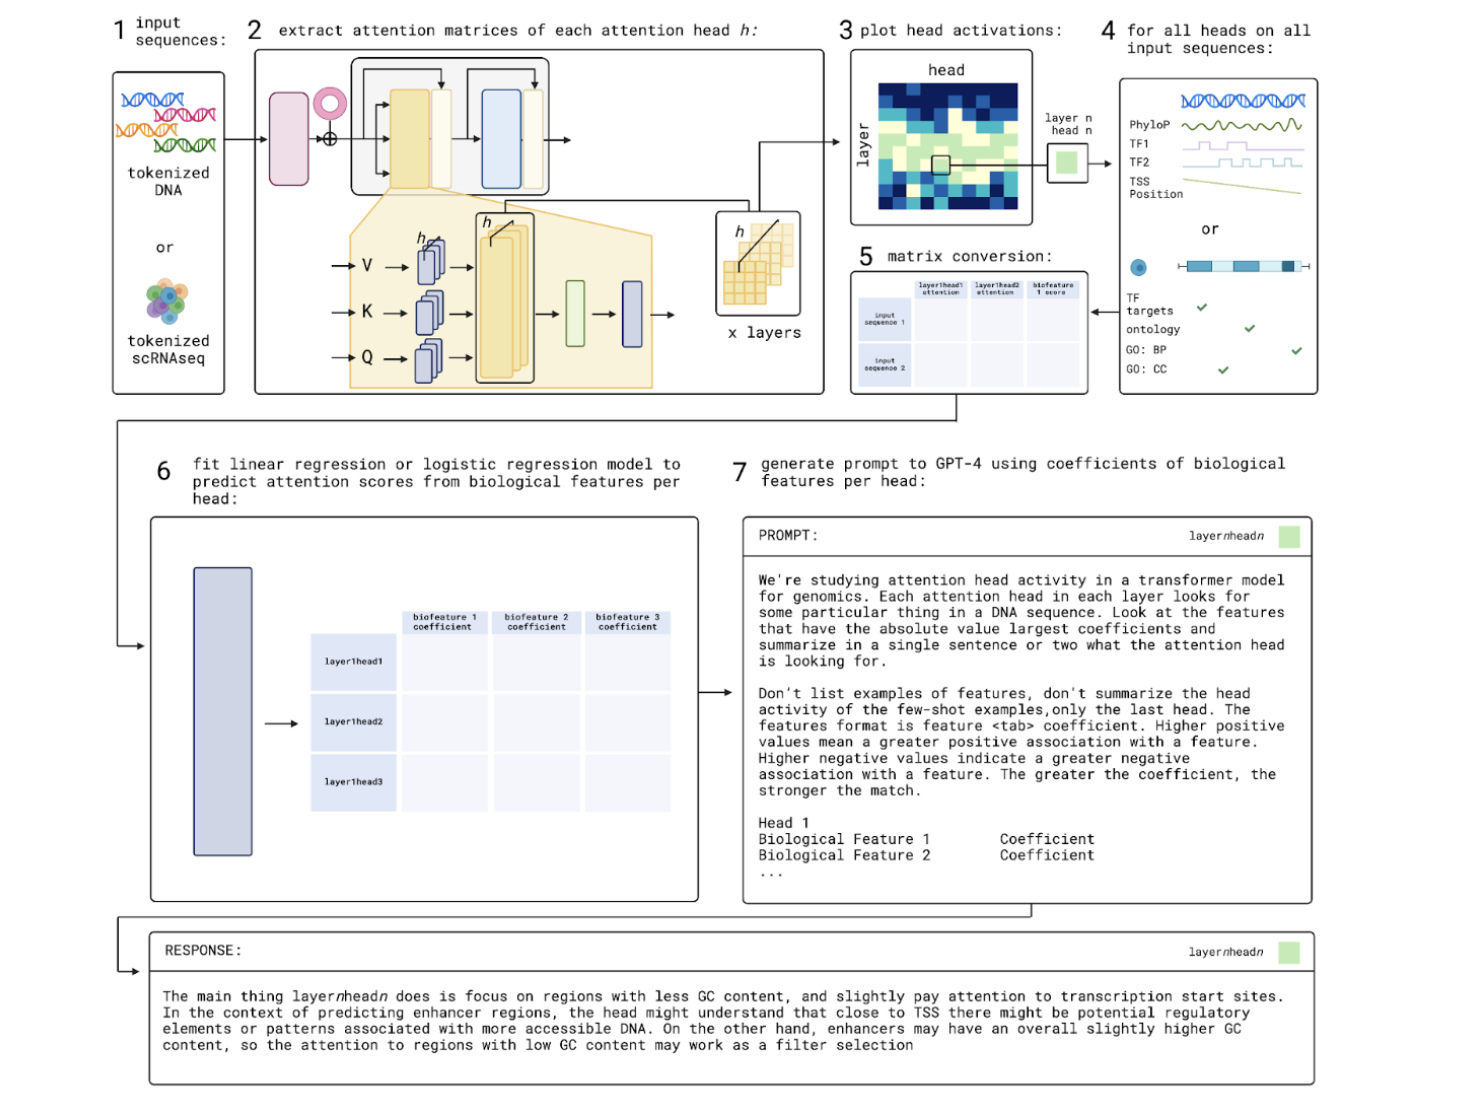 1 input
sequences:
tokenized
DNA
or
tokenized
scRNAseq
2 extract attention matrices of each attention head h:
h
V
K
Q
h
h
x layers
3 plot head activations:
head
layer
layer n
head n
4 for all heads on all
input sequences:
PhyloP
TF1
TF2
TSS
Position
or
TF
targets
ontology
GO: BP
GO: CC
5 matrix conversion:
layer1head1
attention
layer1head2
attention
biofeature
1 score
input
sequence 1
input
sequence 2
6 fit linear regression or logistic regression model to
predict attention scores from biological features per
head:
biofeature 1
coefficient
biofeature 2
coefficient
biofeature 3
coefficient
layer1head1
layer1head2
layer1head3
7 generate prompt to GPT-4 using coefficients of biological
features per head:
PROMPT:
layernheadn
We're studying attention head activity in a transformer model
for genomics. Each attention head in each layer looks for
some particular thing in a DNA sequence. Look at the features
that have the absolute value largest coefficients and
summarize in a single sentence or two what the attention head
is looking for.
Don't list examples of features, don't summarize the head
activity of the few-shot examples,only the last head. The
features format is feature <tab> coefficient. Higher positive
values mean a greater positive association with a feature.
Higher negative values indicate a greater negative
association with a feature. The greater the coefficient, the
stronger the match.
Head 1
Biological Feature 1 Coefficient
Biological Feature 2 Coefficient
...
RESPONSE:
layernheadn
The main thing layernheadn does is focus on regions with less GC content, and slightly pay attention to transcription start sites.
In the context of predicting enhancer regions, the head might understand that close to TSS there might be potential regulatory
elements or patterns associated with more accessible DNA. On the other hand, enhancers may have an overall slightly higher GC
content, so the attention to regions with low GC content may work as a filter selection